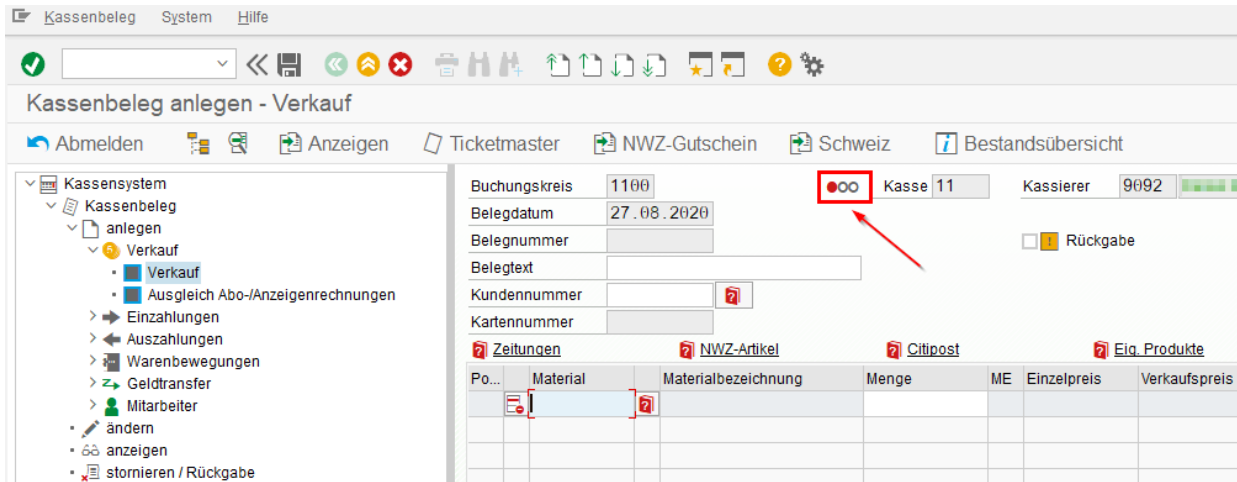 Kassenbeleg System Hilfe
Kassenbeleg anlegen - Verkauf
Abmelden Anzeigen Ticketmaster NWZ-Gutschein Schweiz Bestandsübersicht
Kassensystem
Kassenbeleg
anlegen
Verkauf
Verkauf
Ausgleich Abo-/Anzeigenrechnungen
Einzahlungen
Auszahlungen
Warenbewegungen
Geldtransfer
Mitarbeiter
ändern
anzeigen
stornieren / Rückgabe
Buchungskreis 1100 Kasse 11 Kassierer 9092
Belegdatum 27.08.2020
Belegnummer Rückgabe
Belegtext
Kundennummer
Kartennummer
Zeitungen NWZ-Artikel Citipost Eig. Produkte
Po... Material Materialbezeichnung Menge ME Einzelpreis Verkaufspreis